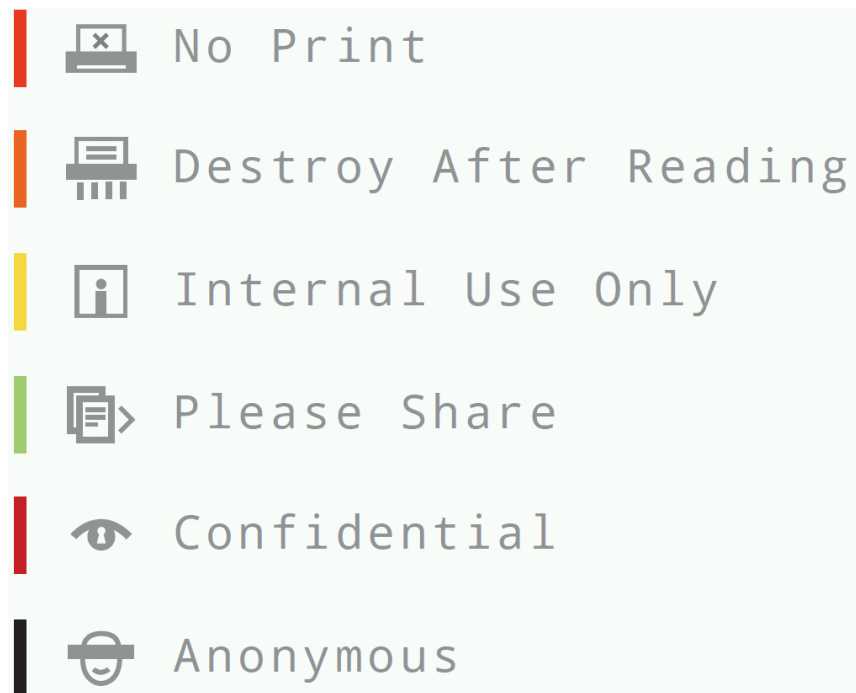 No Print
Destroy After Reading
Internal Use Only
Please Share
Confidential
Anonymous